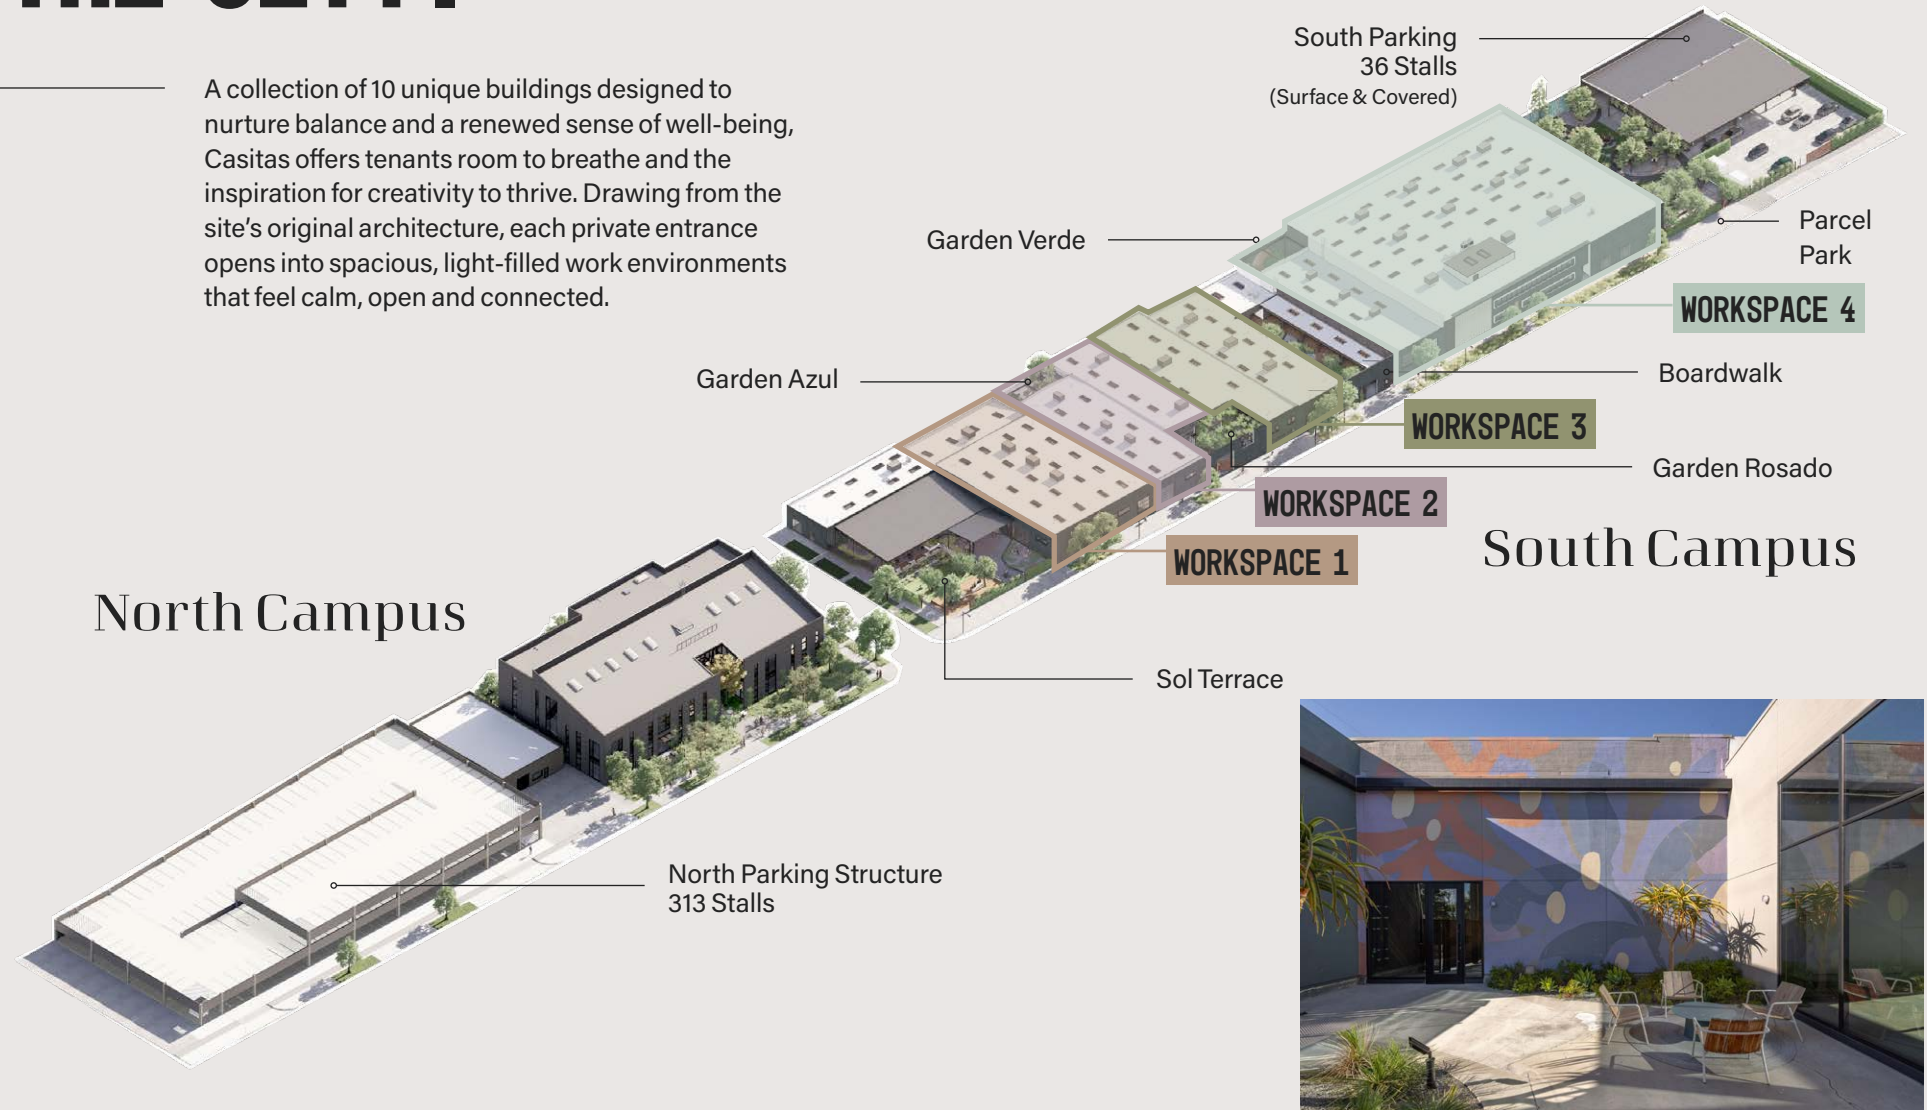 A collection of 10 unique buildings designed to
nurture balance and a renewed sense of well-being,
Casitas offers tenants room to breathe and the
inspiration for creativity to thrive. Drawing from the
site's original architecture, each private entrance
opens into spacious, light-filled work environments
that feel calm, open and connected.
South Parking
36 Stalls
(Surface & Covered)
Garden Verde
Parcel
Park
WORKSPACE 4
Garden Azul
Boardwalk
WORKSPACE 3
Garden Rosado
WORKSPACE 2
South Campus
WORKSPACE 1
North Campus
Sol Terrace
North Parking Structure
313 Stalls